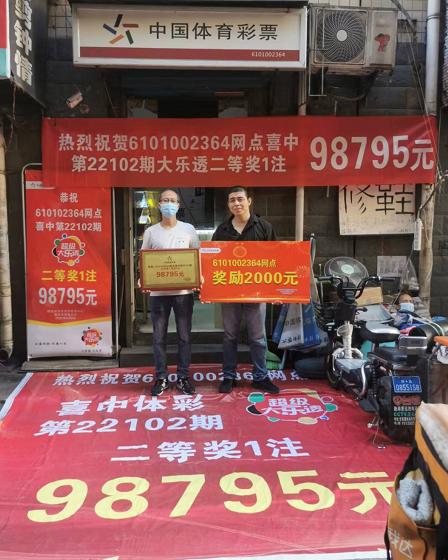 中国体育彩票
6101002364
热烈祝贺6101002364网点喜中
第22102期大乐透二等奖1注
98795元
恭祝
610102364网点
喜中第22102期
超级
大乐透
二等奖1注
98795元
98795元
6101002364网点
奖励2000元
修鞋
热烈祝贺6101002364网点
喜中体彩
第22102期
超级
大乐透
二等奖1注
98795元